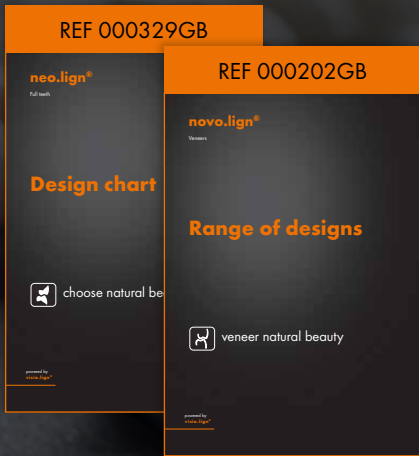 REF 000329GB
neo.lign®
Full teeth
Design chart
choose natural be
powered by
visio.lign®
REF 000202GB
novo.lign®
Veneers
Range of designs
veneer natural beauty
powered by
visio.lign®